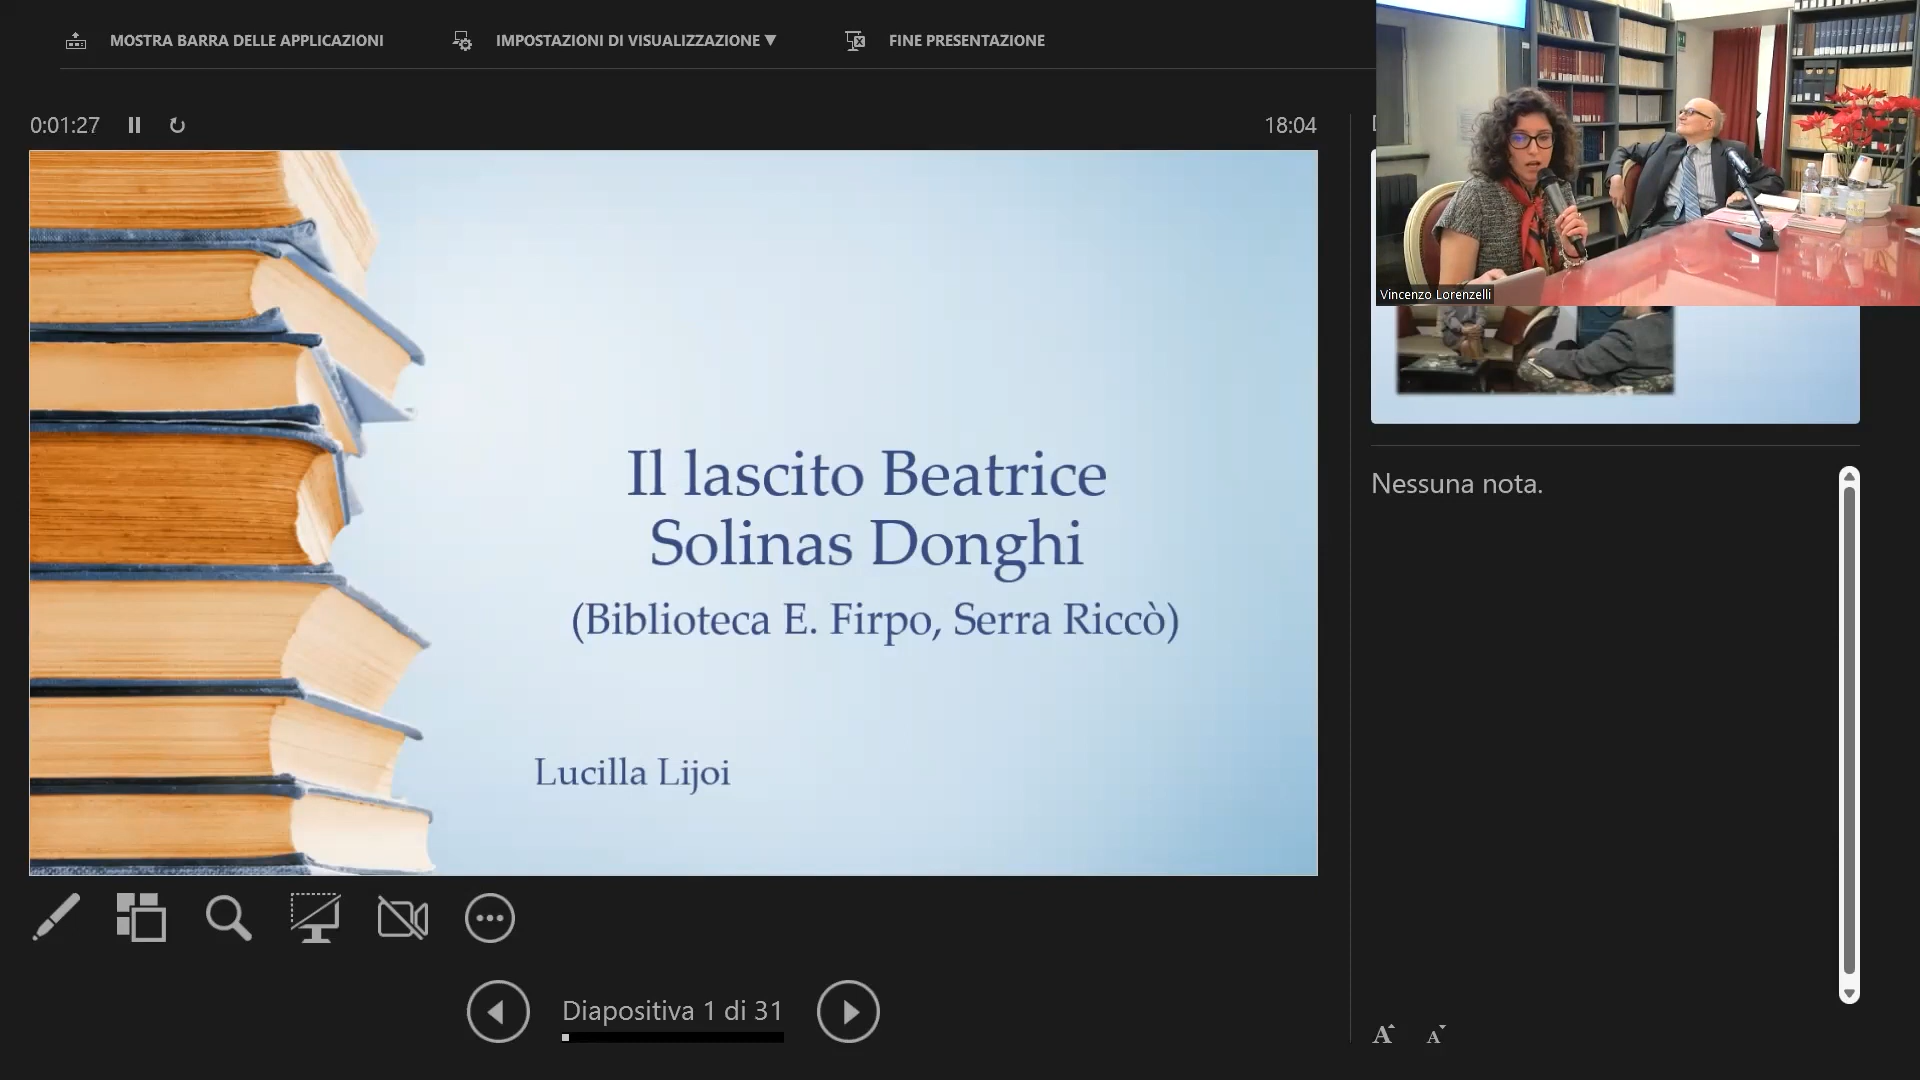 MOSTRA BARRA DELLE APPLICAZIONI
IMPOSTAZIONI DI VISUALIZZAZIONE ▼
FINE PRESENTAZIONE
0:01:27
18:04
Vincenzo Lorenzelli
Il lascito Beatrice
Solinas Donghi
(Biblioteca E. Firpo, Serra Riccò)
Lucilla Lijoi
Nessuna nota.
Diapositiva 1 di 31
A A